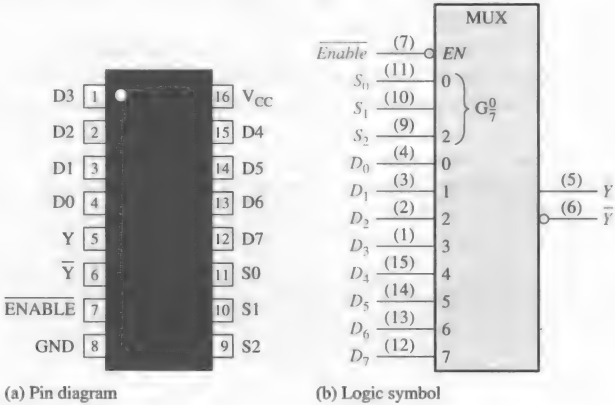 D3 1 16 V_CC
D2 2 15 D4
D1 3 14 D5
D0 4 13 D6
Y 5 12 D7
Y̅ 6 11 S0
E̅N̅A̅B̅L̅E̅ 7 10 S1
GND 8 9 S2
(a) Pin diagram
MUX
E̅n̅a̅b̅l̅e̅ (7) EN
S₀ (11) 0
S₁ (10) G 0/7
S₂ (9) 2
D₀ (4) 0
D₁ (3) 1 (5) Y
D₂ (2) 2 (6) Y̅
D₃ (1) 3
D₄ (15) 4
D₅ (14) 5
D₆ (13) 6
D₇ (12) 7
(b) Logic symbol